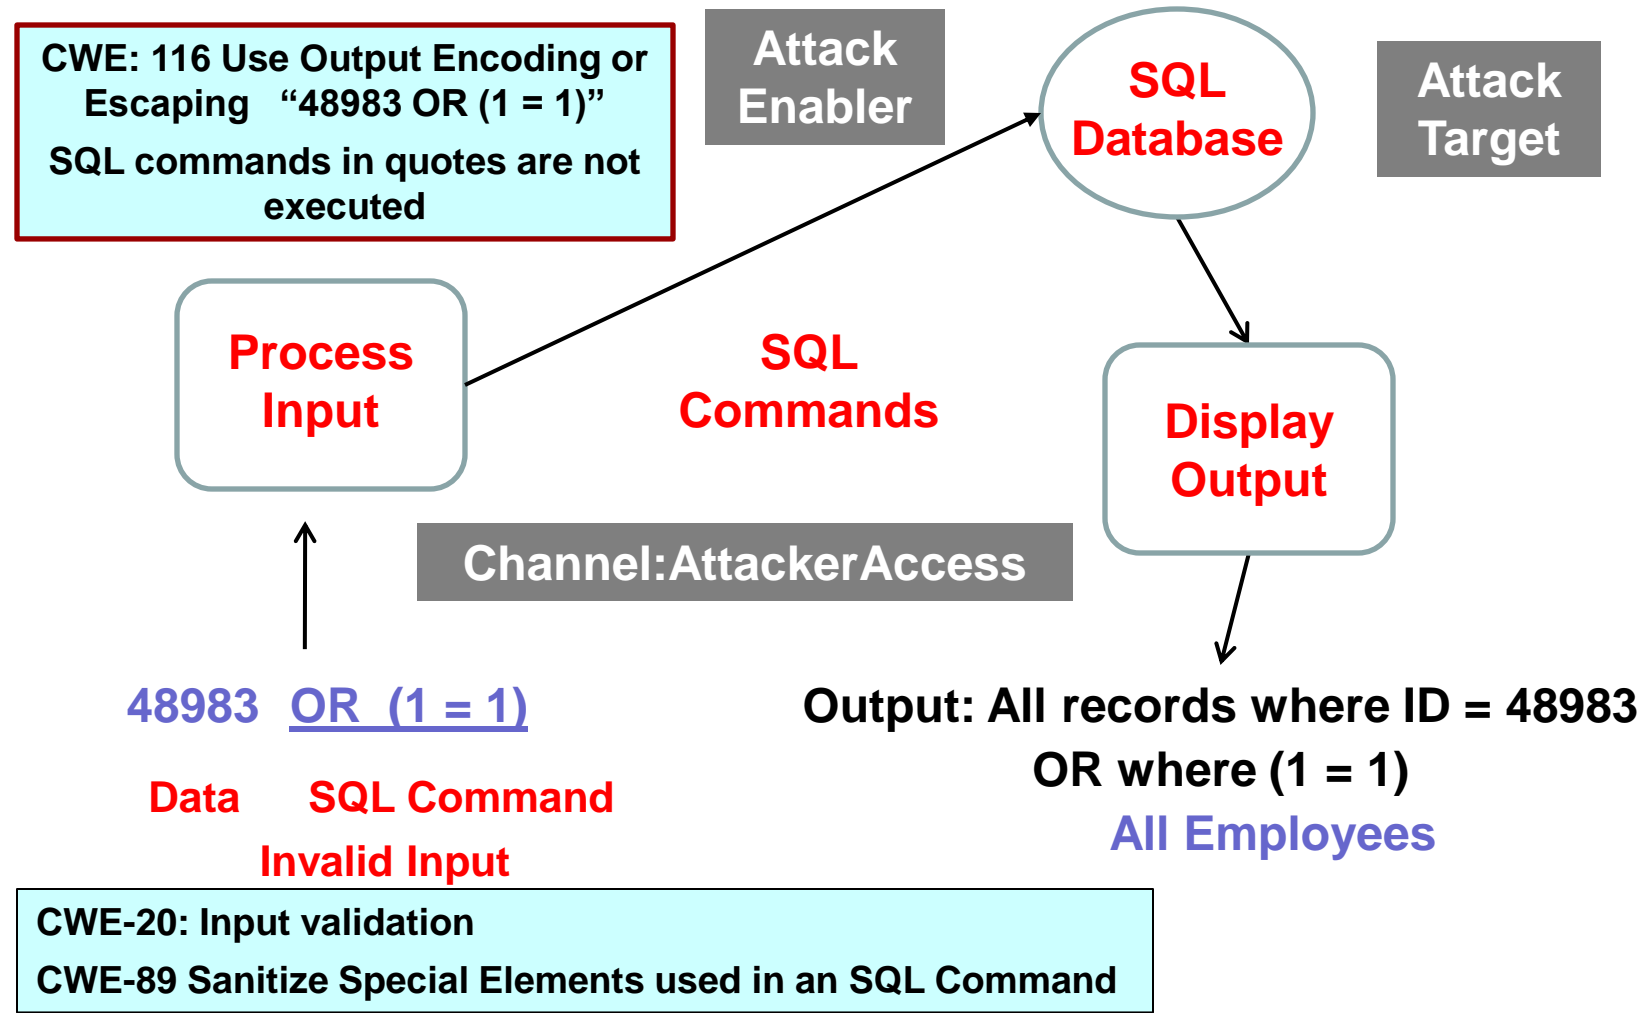 CWE: 116 Use Output Encoding or
Escaping “48983 OR (1 = 1)”
SQL commands in quotes are not
executed
Attack
Enabler
SQL
Database
Attack
Target
Process
Input
SQL
Commands
Display
Output
Channel:AttackerAccess
48983 OR (1 = 1)
Data SQL Command
Invalid Input
Output: All records where ID = 48983
OR where (1 = 1)
All Employees
CWE-20: Input validation
CWE-89 Sanitize Special Elements used in an SQL Command